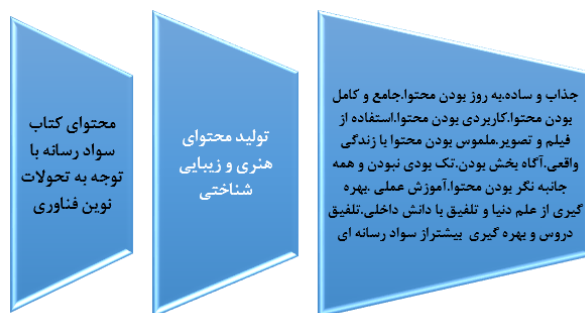 جذاب و ساده.به روز بودن محتوا.جامع و کامل
بودن محتوا.کاربردی بودن محتوا.استفاده از
فیلم و تصویر.ملموس بودن محتوا با زندگی
واقعی.آگاه بخش بودن.تک بودی نبودن و همه
جانبه نگر بودن محتوا.آموزش عملی .بهره
گیری از علم دنیا و تلفیق با دانش داخلی.تلفیق
دروس و بهره گیری بیشتراز سواد رسانه ای
تولید محتوای
هنری و زیبایی
شناختی
محتوای کتاب
سواد رسانه با
توجه به تحولات
نوین فناوری